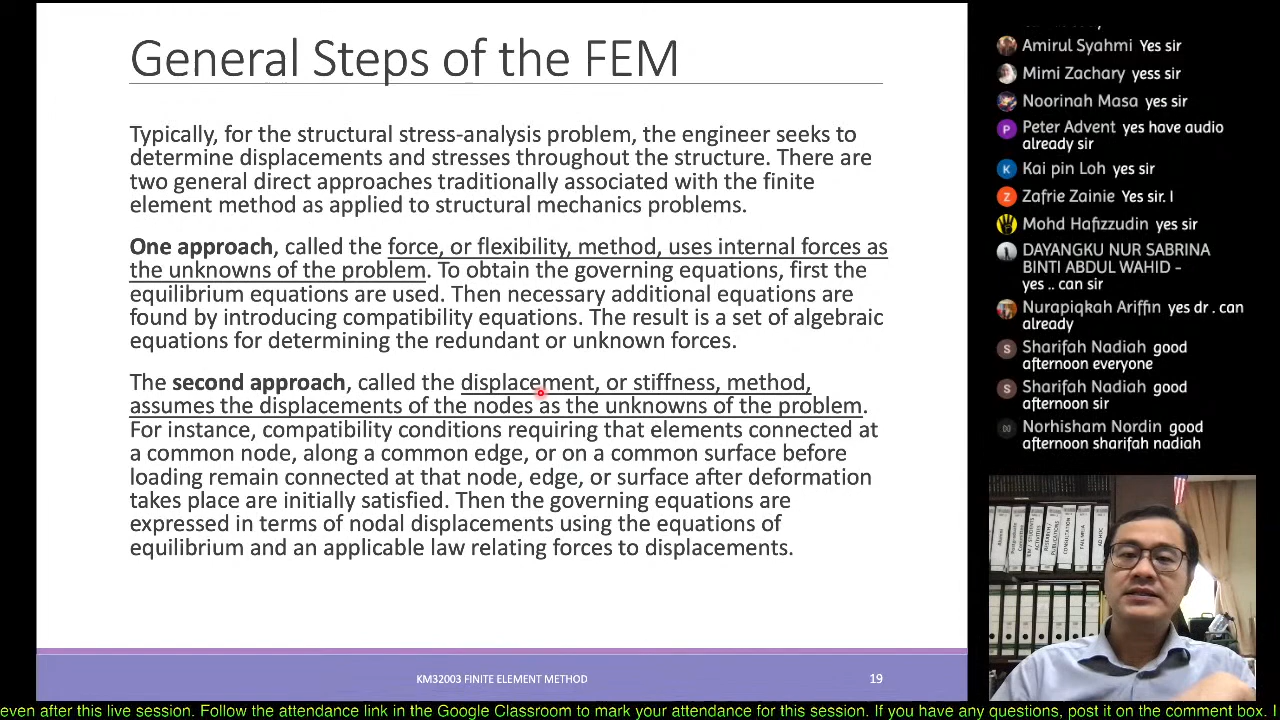 General Steps of the FEM
Typically, for the structural stress-analysis problem, the engineer seeks to
determine displacements and stresses throughout the structure. There are
two general direct approaches traditionally associated with the finite
element method as applied to structural mechanics problems.
One approach, called the force, or flexibility, method, uses internal forces as
the unknowns of the problem. To obtain the governing equations, first the
equilibrium equations are used. Then necessary additional equations are
found by introducing compatibility equations. The result is a set of algebraic
equations for determining the redundant or unknown forces.
The second approach, called the displacement, or stiffness, method,
assumes the displacements of the nodes as the unknowns of the problem.
For instance, compatibility conditions requiring that elements connected at
a common node, along a common edge, or on a common surface before
loading remain connected at that node, edge, or surface after deformation
takes place are initially satisfied. Then the governing equations are
expressed in terms of nodal displacements using the equations of
equilibrium and an applicable law relating forces to displacements.
KM32003 FINITE ELEMENT METHOD
19
Amirul Syahmi Yes sir
Mimi Zachary yess sir
Noorinah Masa yes sir
P
Peter Advent yes have audio
already sir
K
Kai pin Loh yes sir
Z
Zafrie Zainie Yes sir. I
Mohd Hafizzudin yes sir
DAYANGKU NUR SABRINA
BINTI ABDUL WAHID -
yes .. can sir
Nurapiqkah Ariffin yes dr . can
already
S
Sharifah Nadiah good
afternoon everyone
S
Sharifah Nadiah good
afternoon sir
Norhisham Nordin good
afternoon sharifah nadiah
CONSULTATION
even after this live session. Follow the attendance link in the Google Classroom to mark your attendance for this session. If you have any questions, post it on the comment box. I